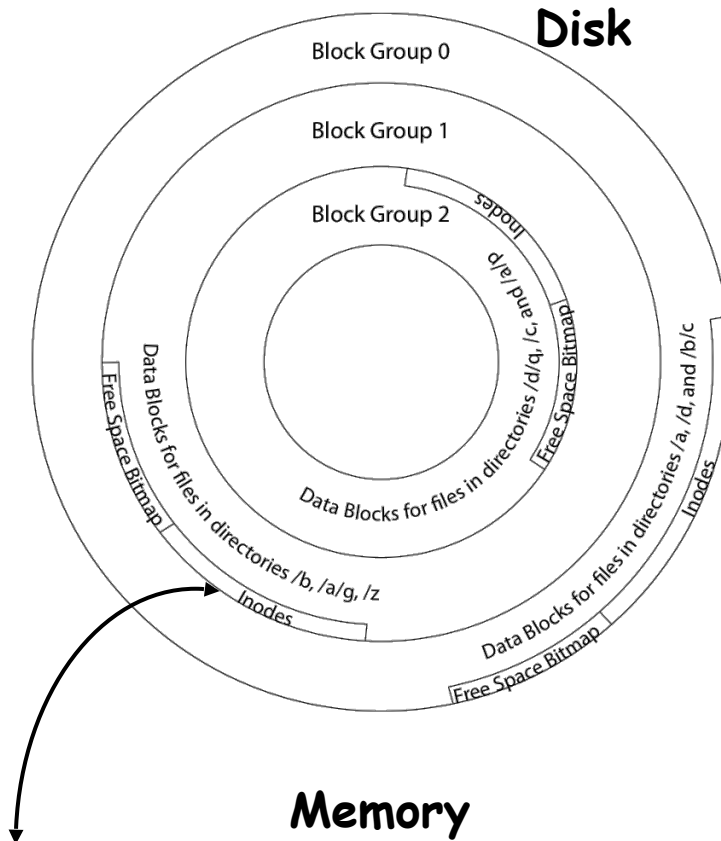 Disk
Block Group 0
Block Group 1
Block Group 2
Inodes
Free Space Bitmap
Data Blocks for files in directories /d/q, /c, and /a/p
Data Blocks for files in directories /b, /a/g, /z
Free Space Bitmap
Inodes
Data Blocks for files in directories /a, /d, and /b/c
Inodes
Free Space Bitmap
Memory